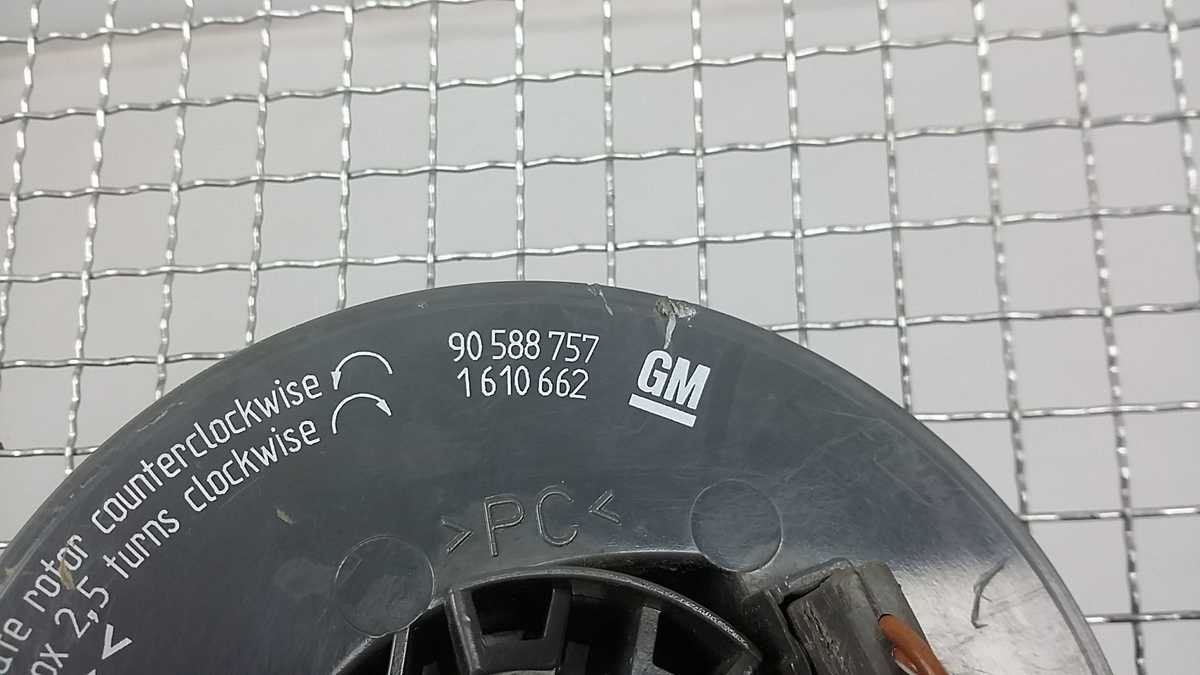 90 588 757
1 610 662
GM
rotor counterclockwise
2,5 turns clockwise
>PC<